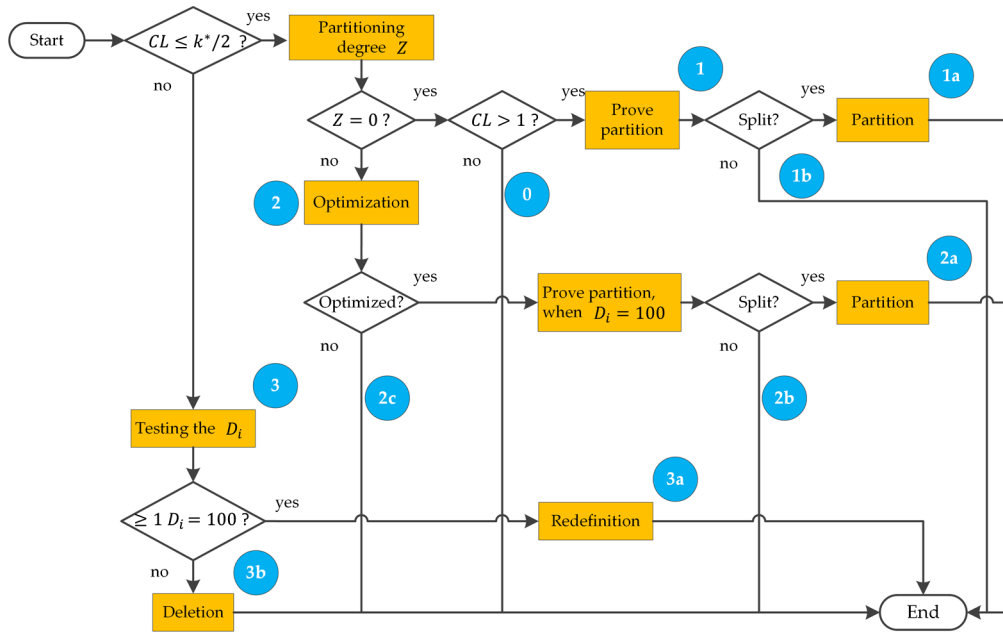 Start
CL ≤ k*/2 ?
yes
no
Partitioning
degree Z
Z = 0 ?
yes
no
CL > 1 ?
yes
no
Prove
partition
1
Split?
yes
no
Partition
1a
1b
0
2
Optimization
Optimized?
yes
no
Prove partition,
when D_i = 100
Split?
yes
no
Partition
2a
2b
2c
3
Testing the D_i
≥ 1 D_i = 100 ?
yes
no
Redefinition
3a
3b
Deletion
End